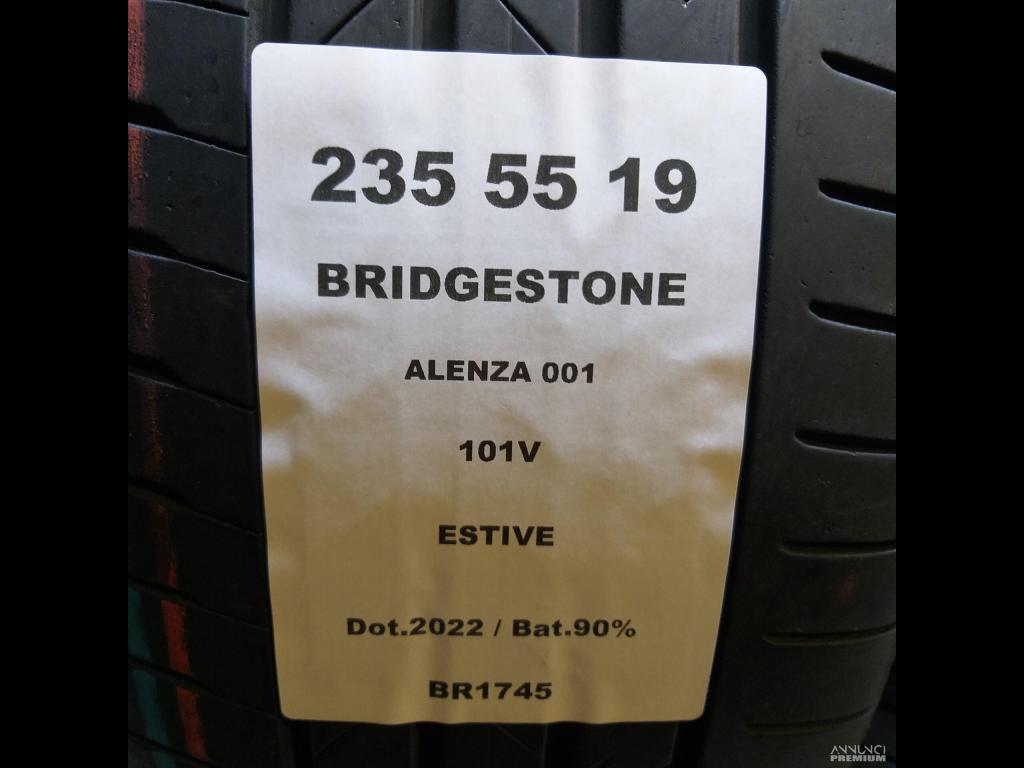 235 55 19
BRIDGESTONE
ALENZA 001
101V
ESTIVE
Dot.2022 / Bat.90%
BR1745
ANNUNCI
PREMIUM